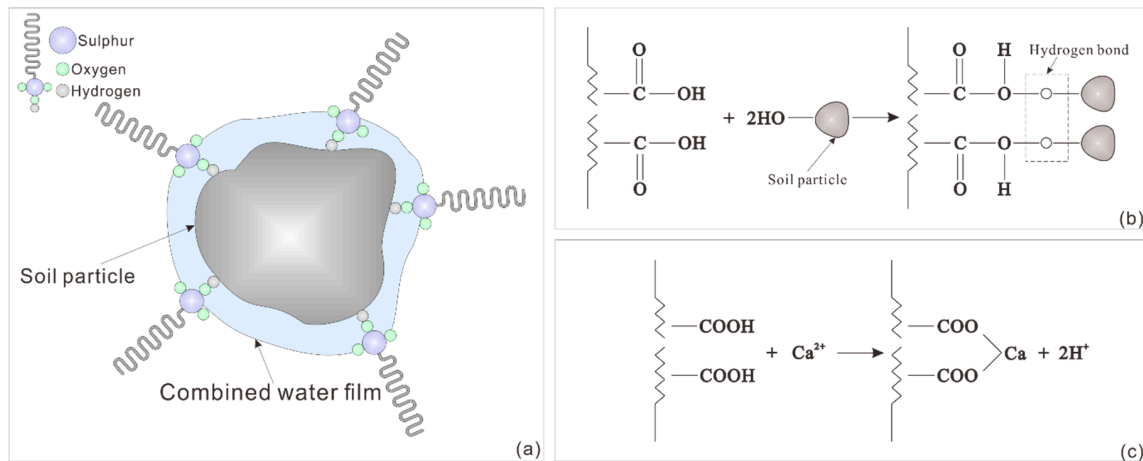 Sulphur
Oxygen
Hydrogen
Soil particle
Combined water film
(a)
O
C OH
+ 2HO
C OH
O
Soil particle
H
Hydrogen bond
O
C O
C O
O
H
(b)
COOH
+ Ca²⁺
COOH
COO
Ca + 2H⁺
COO
(c)